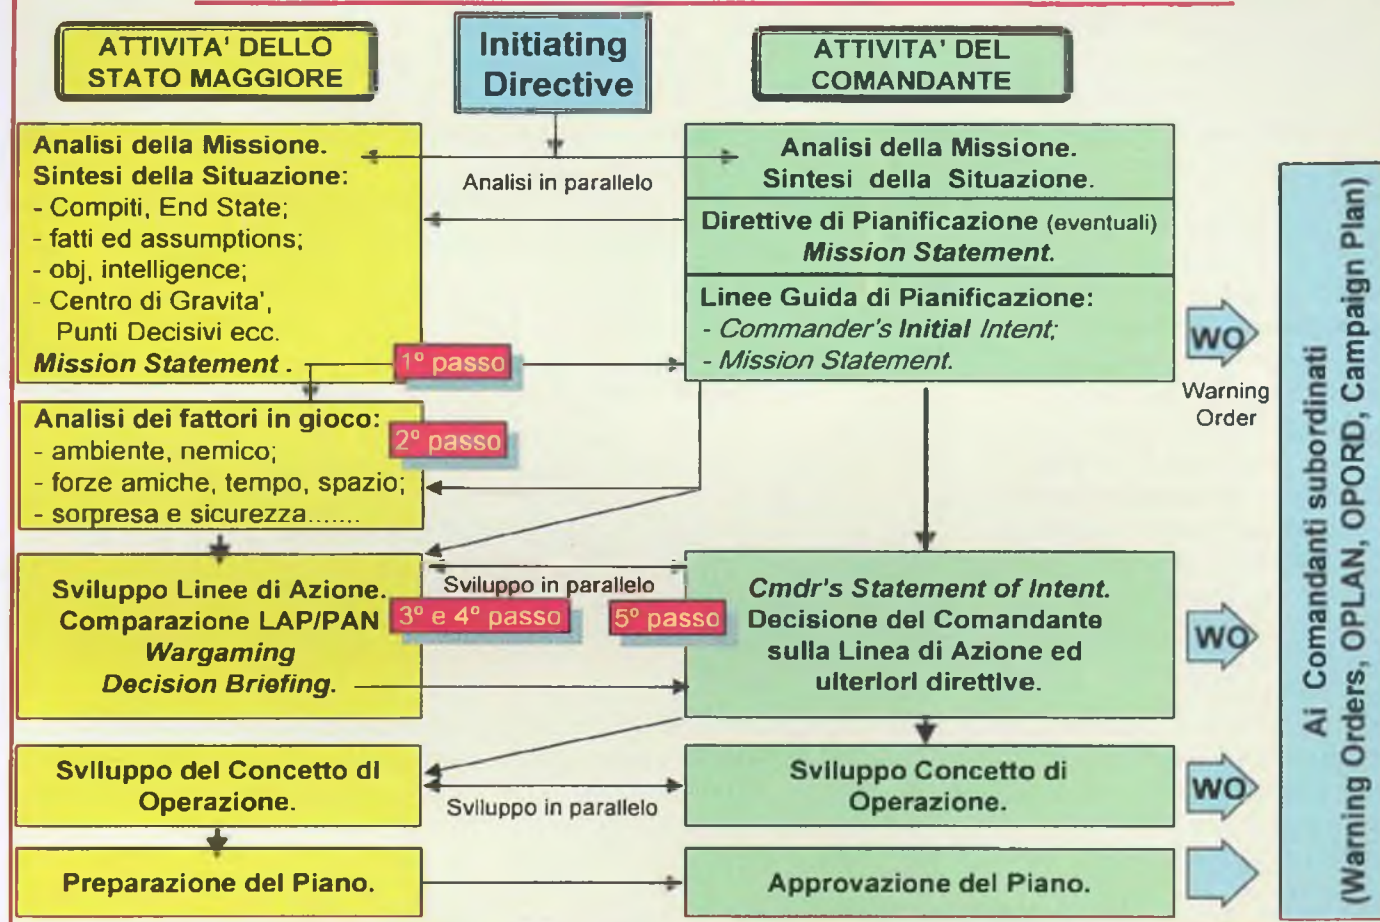 ATTIVITA' DELLO
STATO MAGGIORE
Initiating
Directive
ATTIVITA' DEL
COMANDANTE
Analisi della Missione.
Sintesi della Situazione:
- Compiti, End State;
- fatti ed assumptions;
- obj, intelligence;
- Centro di Gravita',
Punti Decisivi ecc.
Mission Statement .
Analisi in parallelo
Analisi della Missione.
Sintesi della Situazione.
Direttive di Pianificazione (eventuali)
Mission Statement.
Linee Guida di Pianificazione:
- Commander's Initial Intent;
- Mission Statement.
1º passo
WO
Warning
Order
Analisi dei fattori in gioco:
- ambiente, nemico;
- forze amiche, tempo, spazio;
- sorpresa e sicurezza.......
2º passo
Sviluppo Linee di Azione.
Comparazione LAP/PAN
Wargaming
Decision Briefing.
Sviluppo in parallelo
3º e 4º passo
5º passo
Cmdr's Statement of Intent.
Decisione del Comandante
sulla Linea di Azione ed
ulteriori direttive.
WO
Sviluppo del Concetto di
Operazione.
Sviluppo in parallelo
Sviluppo Concetto di
Operazione.
WO
Preparazione del Piano.
Approvazione del Piano.
Ai Comandanti subordinati
(Warning Orders, OPLAN, OPORD, Campaign Plan)